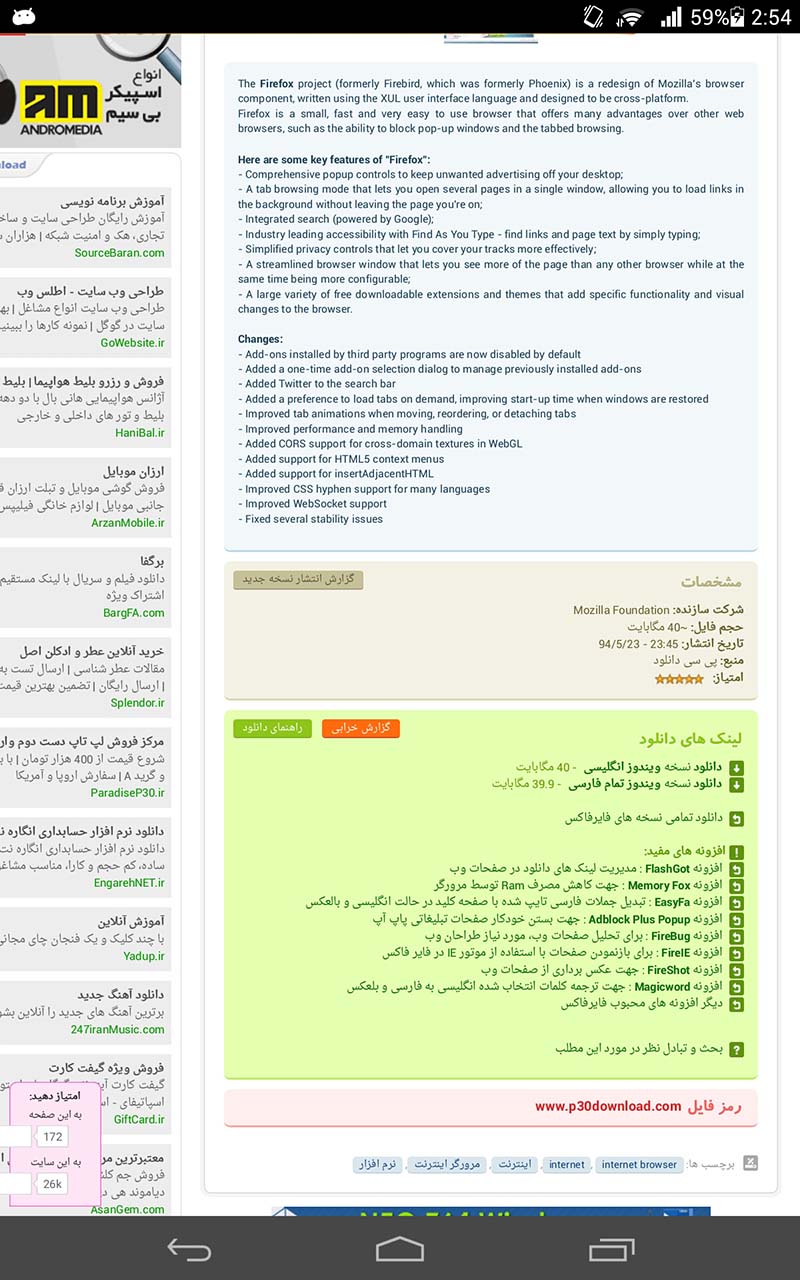 59% 2:54
انواع
اسپیکر
بی سیم
am
ANDROMEDIA
load
آموزش برنامه نویسی
آموزش رایگان طراحی سایت و
تجاری، هک و امنیت شبکه | هزاران
SourceBaran.com
طراحی وب سایت - اطلس وب
طراحی وب سایت انواع مشاغل |
سایت در گوگل | نمونه کارها را
GoWebsite.ir
فروش و رزرو بلیط هواپیما | بلیط
آژانس هواپیمایی هانی بال با دو
بلیط و تور های داخلی و خارجی
HaniBal.ir
ارزان موبایل
فروش گوشی موبایل و تبلت ارزان
جانبی موبایل | لوازم خانگی فیلیپس
ArzanMobile.ir
برگفا
دانلود فیلم و سریال با لینک مستقیم
اشتراک ویژه
BargFA.com
خرید آنلاین عطر و ادکلن اصل
مقالات عطر شناسی | ارسال تست
| ارسال رایگان | تضمین بهترین
Splendor.ir
مرکز فروش لپ تاپ دست دوم
شروع قیمت از 400 هزار تومان | با
و گرید A | سفارش اروپا و آمریکا
ParadiseP30.ir
دانلود نرم افزار حسابداری انگاره
دانلود نرم افزار حسابداری انگاره
ساده، کم حجم و کارا، مناسب
EngarehNET.ir
آموزش آنلاین
با چند کلیک و یک فنجان چای
Yadup.ir
دانلود آهنگ جدید
برترین آهنگ های جدید را آنلاین
247iranMusic.com
فروش ویژه گیفت کارت
گیفت کارت
اسپاتیفای -
GiftCard.ir
معتبرترین
فروش جم
دیاموند هی
AsanGem.com
امتیاز دهید:
به این صفحه
172
به این سایت
26k
The Firefox project (formerly Firebird, which was formerly Phoenix) is a redesign of Mozilla's browser
component, written using the XUL user interface language and designed to be cross-platform.
Firefox is a small, fast and very easy to use browser that offers many advantages over other web
browsers, such as the ability to block pop-up windows and the tabbed browsing.
Here are some key features of "Firefox":
- Comprehensive popup controls to keep unwanted advertising off your desktop;
- A tab browsing mode that lets you open several pages in a single window, allowing you to load links in
the background without leaving the page you're on;
- Integrated search (powered by Google);
- Industry leading accessibility with Find As You Type - find links and page text by simply typing;
- Simplified privacy controls that let you cover your tracks more effectively;
- A streamlined browser window that lets you see more of the page than any other browser while at the
same time being more configurable;
- A large variety of free downloadable extensions and themes that add specific functionality and visual
changes to the browser.
Changes:
- Add-ons installed by third party programs are now disabled by default
- Added a one-time add-on selection dialog to manage previously installed add-ons
- Added Twitter to the search bar
- Added a preference to load tabs on demand, improving start-up time when windows are restored
- Improved tab animations when moving, reordering, or detaching tabs
- Improved performance and memory handling
- Added CORS support for cross-domain textures in WebGL
- Added support for HTML5 context menus
- Added support for insertAdjacentHTML
- Improved CSS hyphen support for many languages
- Improved WebSocket support
- Fixed several stability issues
مشخصات
گزارش انتشار نسخه جدید
شرکت سازنده: Mozilla Foundation
حجم فایل: ~40 مگابایت
تاریخ انتشار: 23:45 - 94/5/23
منبع: پی سی دانلود
امتیاز:
لینک های دانلود
گزارش خرابی
راهنمای دانلود
دانلود نسخه ویندوز انگلیسی - 40 مگابایت
دانلود نسخه ویندوز تمام فارسی - 39.9 مگابایت
دانلود تمامی نسخه های فایرفاکس
افزونه های مفید:
افزونه FlashGot : مدیریت لینک های دانلود در صفحات وب
افزونه Memory Fox : جهت کاهش مصرف Ram توسط مرورگر
افزونه EasyFa : تبدیل جملات فارسی تایپ شده با صفحه کلید در حالت انگلیسی و بالعکس
افزونه Adblock Plus Popup : جهت بستن خودکار صفحات تبلیغاتی پاپ آپ
افزونه FireBug : برای تحلیل صفحات وب، مورد نیاز طراحان وب
افزونه FireIE : برای بازنمودن صفحات با استفاده از موتور IE در فایر فاکس
افزونه FireShot : جهت عکس برداری از صفحات وب
افزونه Magicword : جهت ترجمه کلمات انتخاب شده انگلیسی به فارسی و بلعکس
دیگر افزونه های محبوب فایرفاکس
بحث و تبادل نظر در مورد این مطلب
رمز فایل www.p30download.com
برچسب ها: internet browser, internet, اینترنت, مرورگر اینترنت, نرم افزار